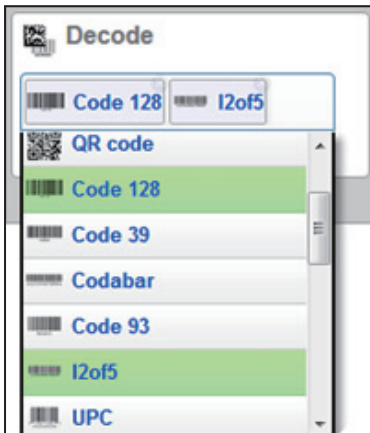 Decode
Code 128 I2of5
QR code
Code 128
Code 39
Codabar
Code 93
I2of5
UPC